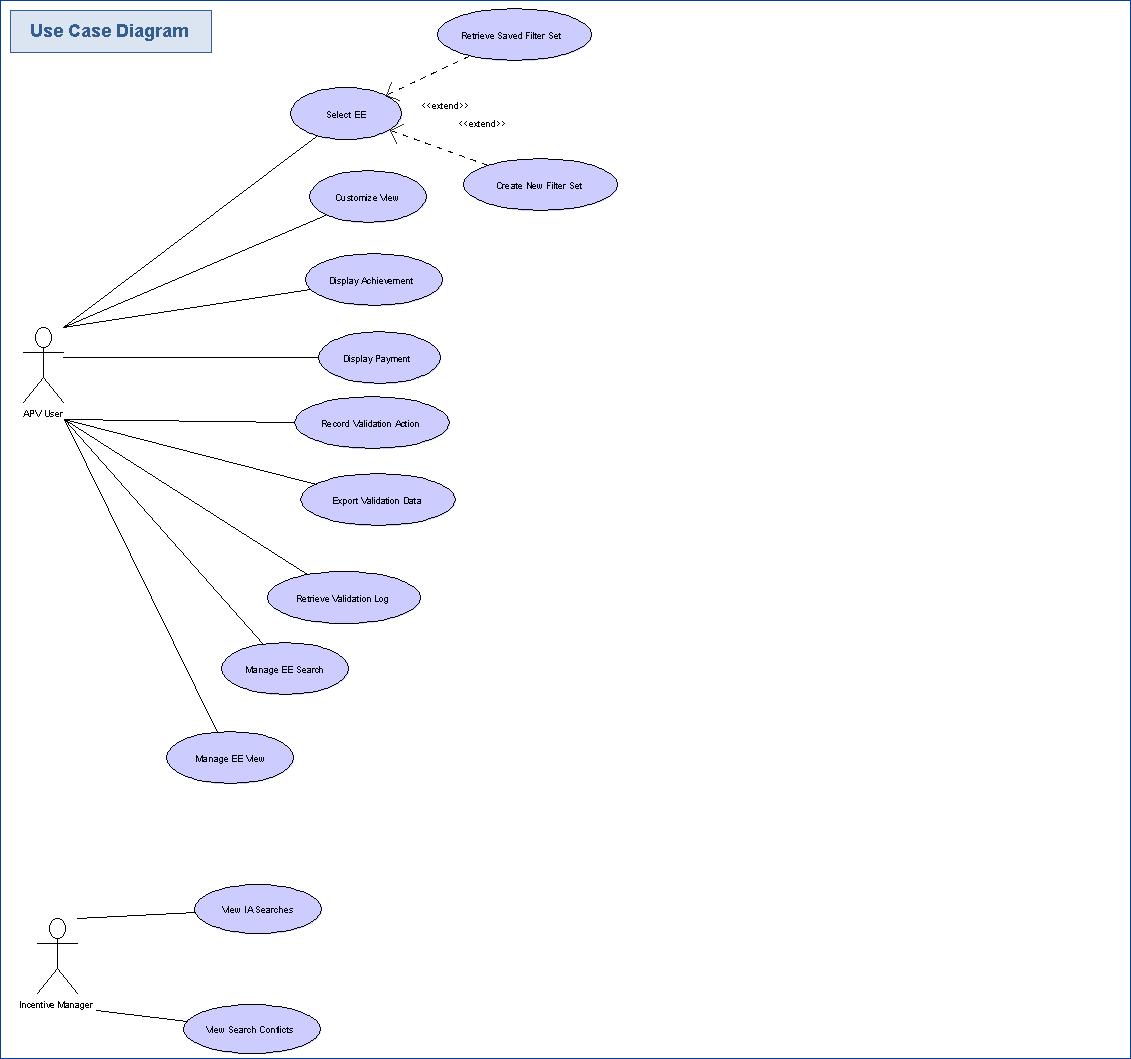 Use Case Diagram
Retrieve Saved Filter Set
<<extend>>
Select EE
<<extend>>
Create New Filter Set
Customize View
Display Achievement
Display Payment
APV User
Record Validation Action
Export Validation Data
Retrieve Validation Log
Manage EE Search
Manage EE View
View IA Searches
Incentive Manager
View Search Conflicts